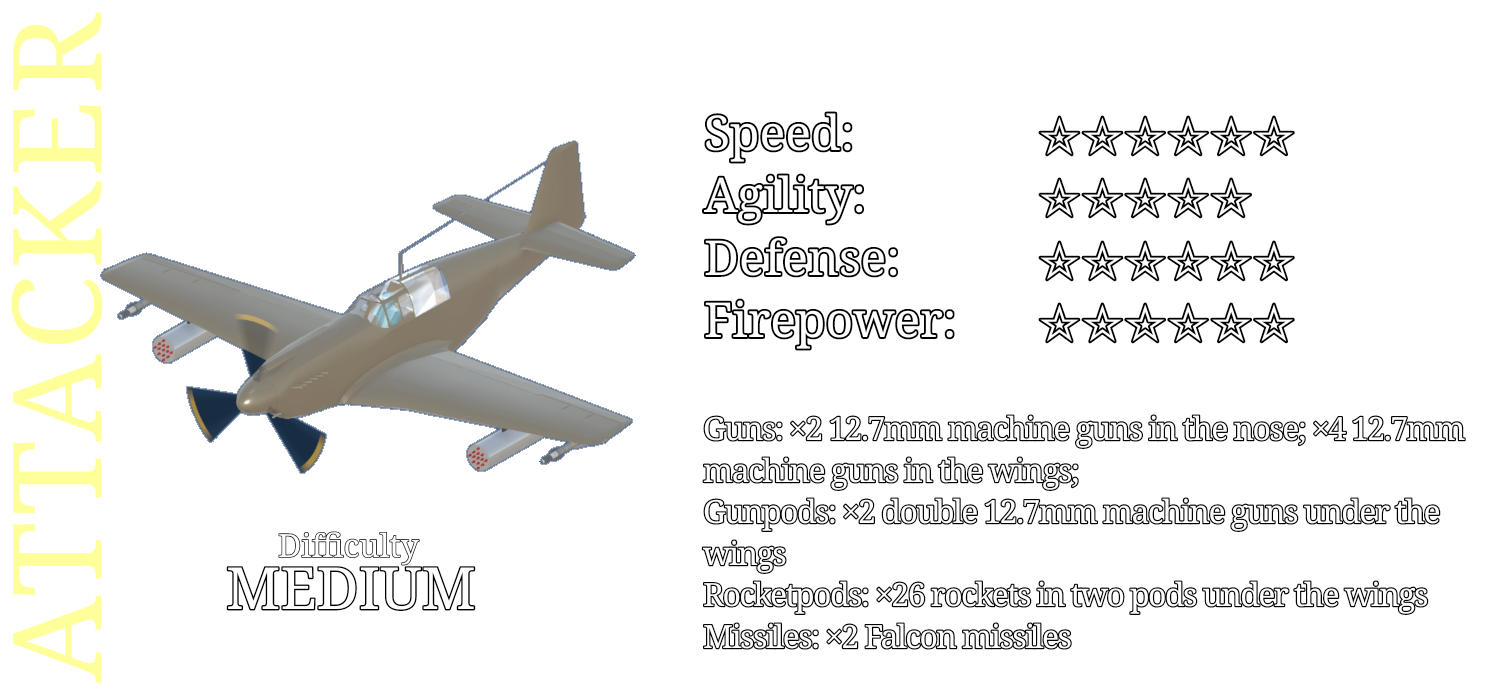 ATTACKER
Speed: ☆☆☆☆☆☆
Agility: ☆☆☆☆☆
Defense: ☆☆☆☆☆☆
Firepower: ☆☆☆☆☆☆
Guns: ×2 12.7mm machine guns in the nose; ×4 12.7mm
machine guns in the wings;
Gunpods: ×2 double 12.7mm machine guns under the
wings
Rocketpods: ×26 rockets in two pods under the wings
Missiles: ×2 Falcon missiles
Difficulty
MEDIUM